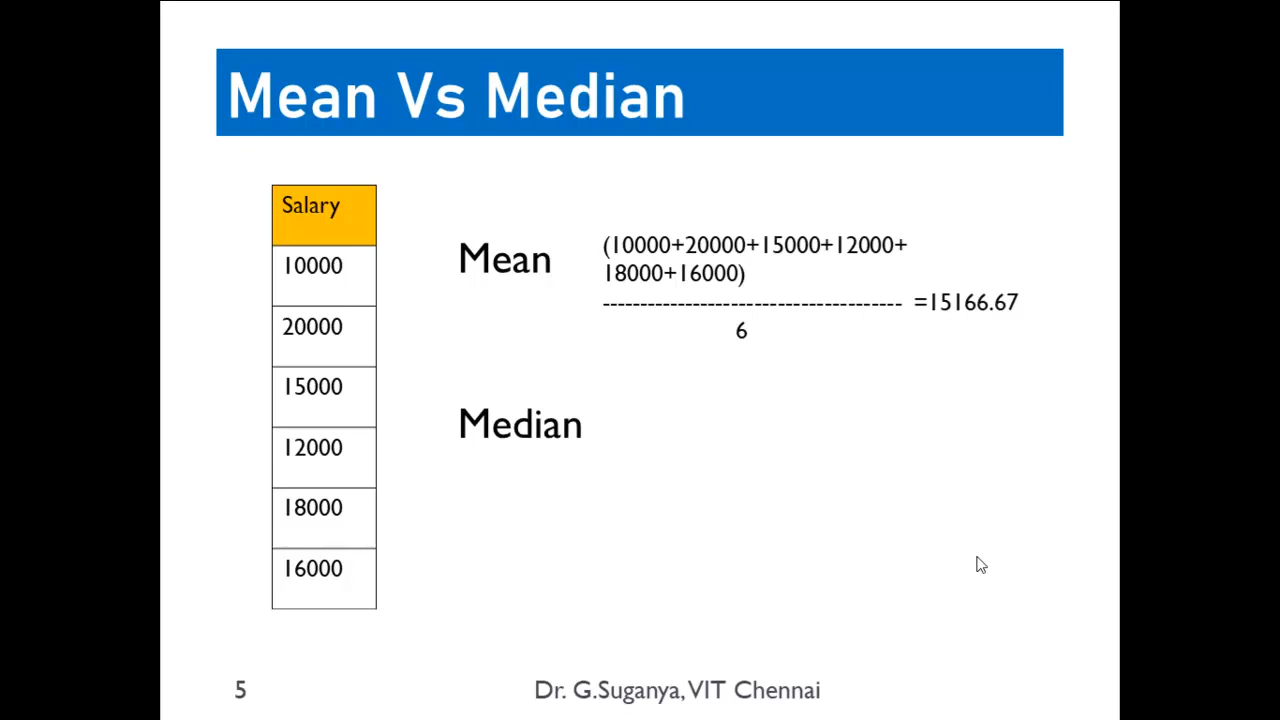 Mean Vs Median
Salary
10000
20000
15000
12000
18000
16000
Mean
(10000+20000+15000+12000+
18000+16000)
------------------------------------- =15166.67
6
Median
5
Dr. G.Suganya, VIT Chennai